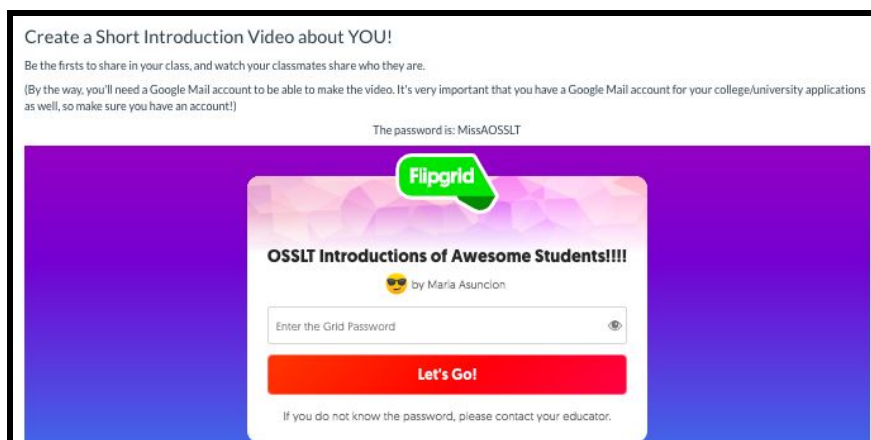 Create a Short Introduction Video about YOU!
Be the firsts to share in your class, and watch your classmates share who they are.
(By the way, you'll need a Google Mail account to be able to make the video. It's very important that you have a Google Mail account for your college/university applications
as well, so make sure you have an account!)
The password is: MissAOSSLT
Flipgrid
OSSLT Introductions of Awesome Students!!!!
by Maria Asuncion
Enter the Grid Password
Let's Go!
If you do not know the password, please contact your educator.